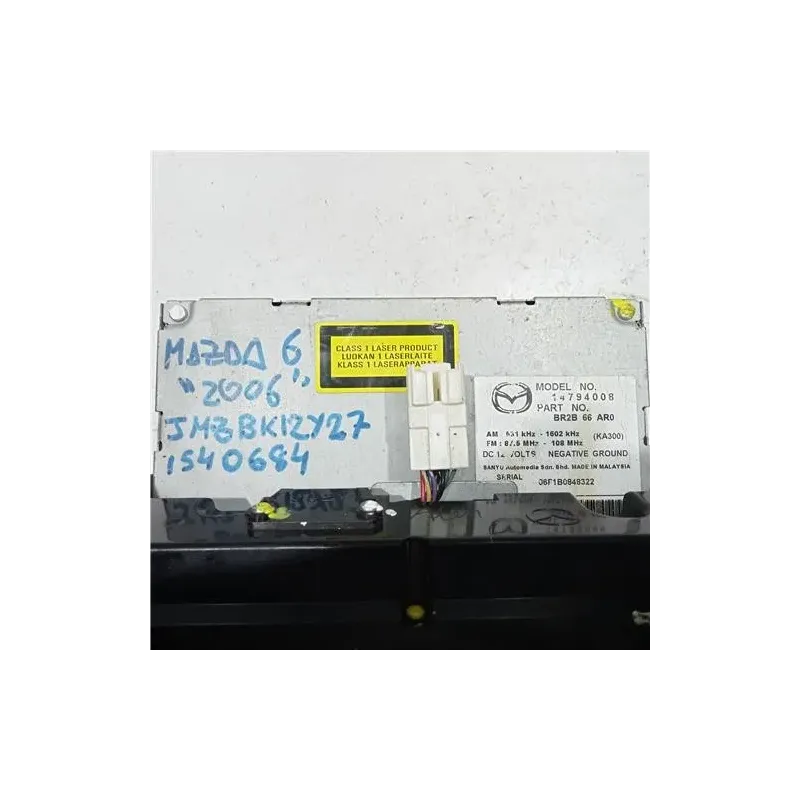 MAZDA 6
"2006"
JMZBK12Y27
1540684
CLASS 1 LASER PRODUCT
LUOKAN 1 LASERLAITE
KLASS 1 LASERAPPARAT
MODEL NO.
14794008
PART NO.
BR2B 66 AR0
AM : 531 kHz - 1602 kHz (KA300)
FM : 87.5 MHz - 108 MHz
DC 12 VOLTS NEGATIVE GROUND
SANYO Automedia Sdn. Bhd. MADE IN MALAYSIA
SERIAL 06F1B0848322